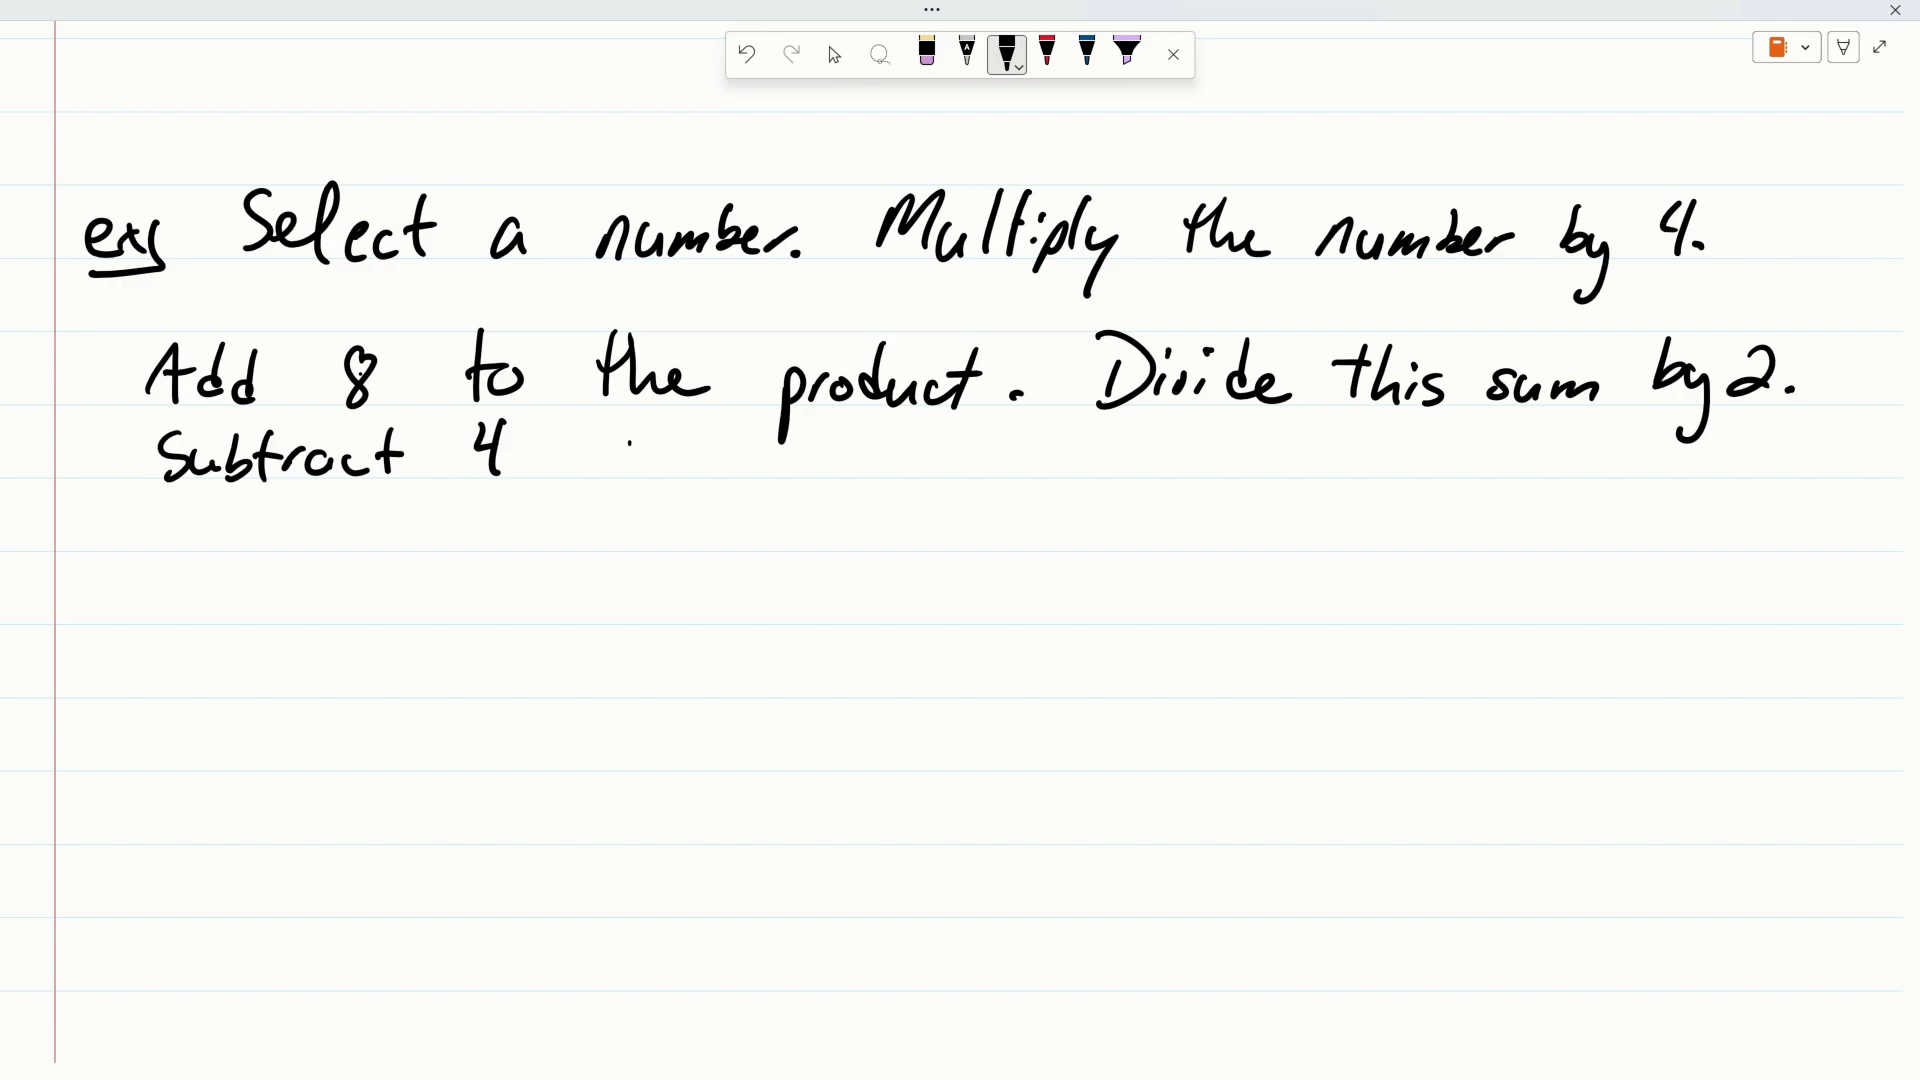 exs Select a number. Multiply the number by 4.
Add 8 to the product. Divide this sum by 2.
Subtract 4